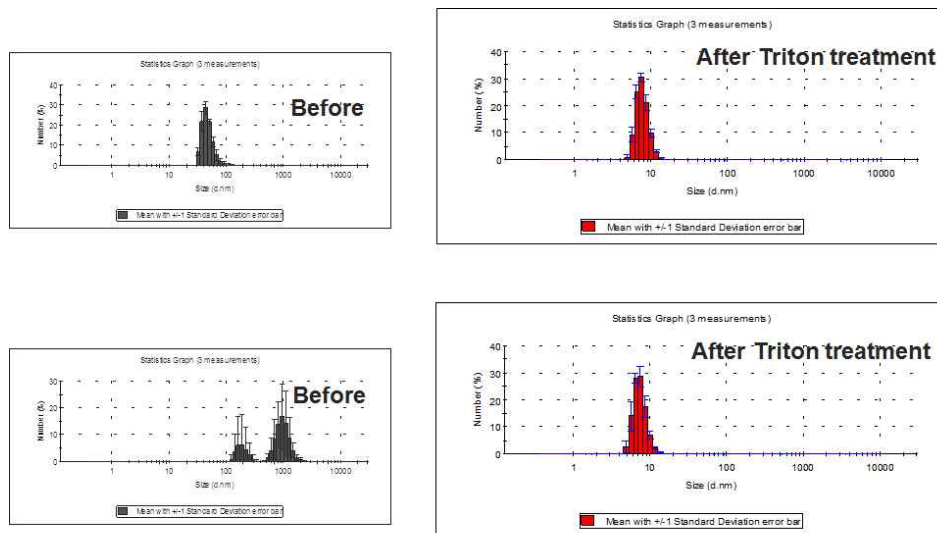 Statistics Graph (3 measurements)
Before
Number (%)
40
30
20
10
0
1 10 100 1000 10000
Size (d.nm)
Mean with +/-1 Standard Deviation error bar
Statistics Graph (3 measurements)
After Triton treatment
Number (%)
40
30
20
10
0
1 10 100 1000 10000
Size (d.nm)
Mean with +/-1 Standard Deviation error bar
Statistics Graph (3 measurements)
Before
Number (%)
30
20
10
0
1 10 100 1000 10000
Size (d.nm)
Mean with +/-1 Standard Deviation error bar
Statistics Graph (3 measurements)
After Triton treatment
Number (%)
40
30
20
10
0
1 10 100 1000 10000
Size (d.nm)
Mean with +/-1 Standard Deviation error bar